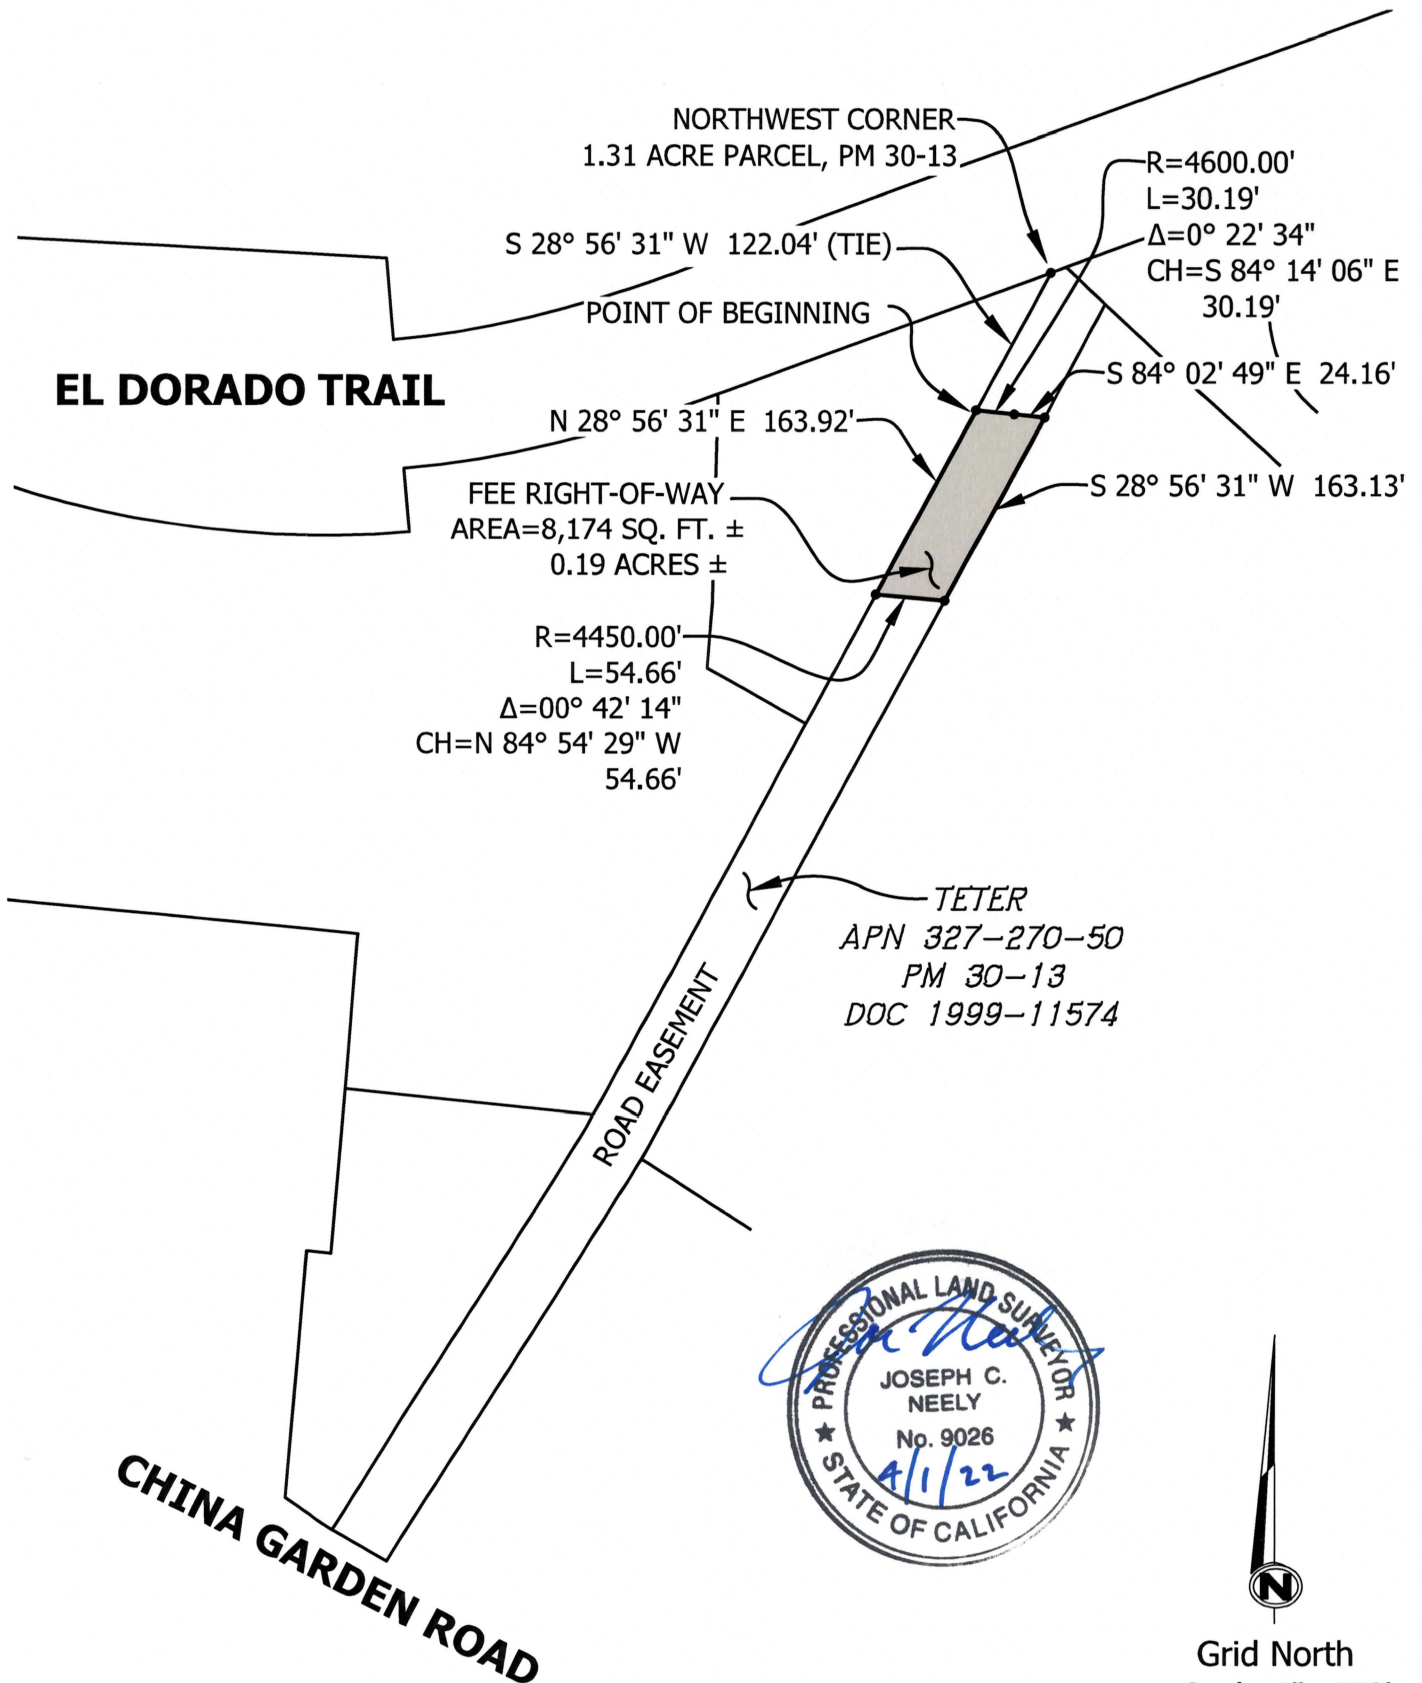 NORTHWEST CORNER
1.31 ACRE PARCEL, PM 30-13
R=4600.00'
L=30.19'
Δ=0° 22' 34"
CH=S 84° 14' 06" E
30.19'
S 28° 56' 31" W 122.04' (TIE)
POINT OF BEGINNING
EL DORADO TRAIL
S 84° 02' 49" E 24.16'
N 28° 56' 31" E 163.92'
S 28° 56' 31" W 163.13'
FEE RIGHT-OF-WAY
AREA=8,174 SQ. FT. ±
0.19 ACRES ±
R=4450.00'
L=54.66'
Δ=00° 42' 14"
CH=N 84° 54' 29" W
54.66'
TETER
APN 327-270-50
PM 30-13
DOC 1999-11574
ROAD EASEMENT
PROFESSIONAL LAND SURVEYOR
JOSEPH C.
NEELY
No. 9026
4/1/22
★ STATE OF CALIFORNIA ★
CHINA GARDEN ROAD
N
Grid North